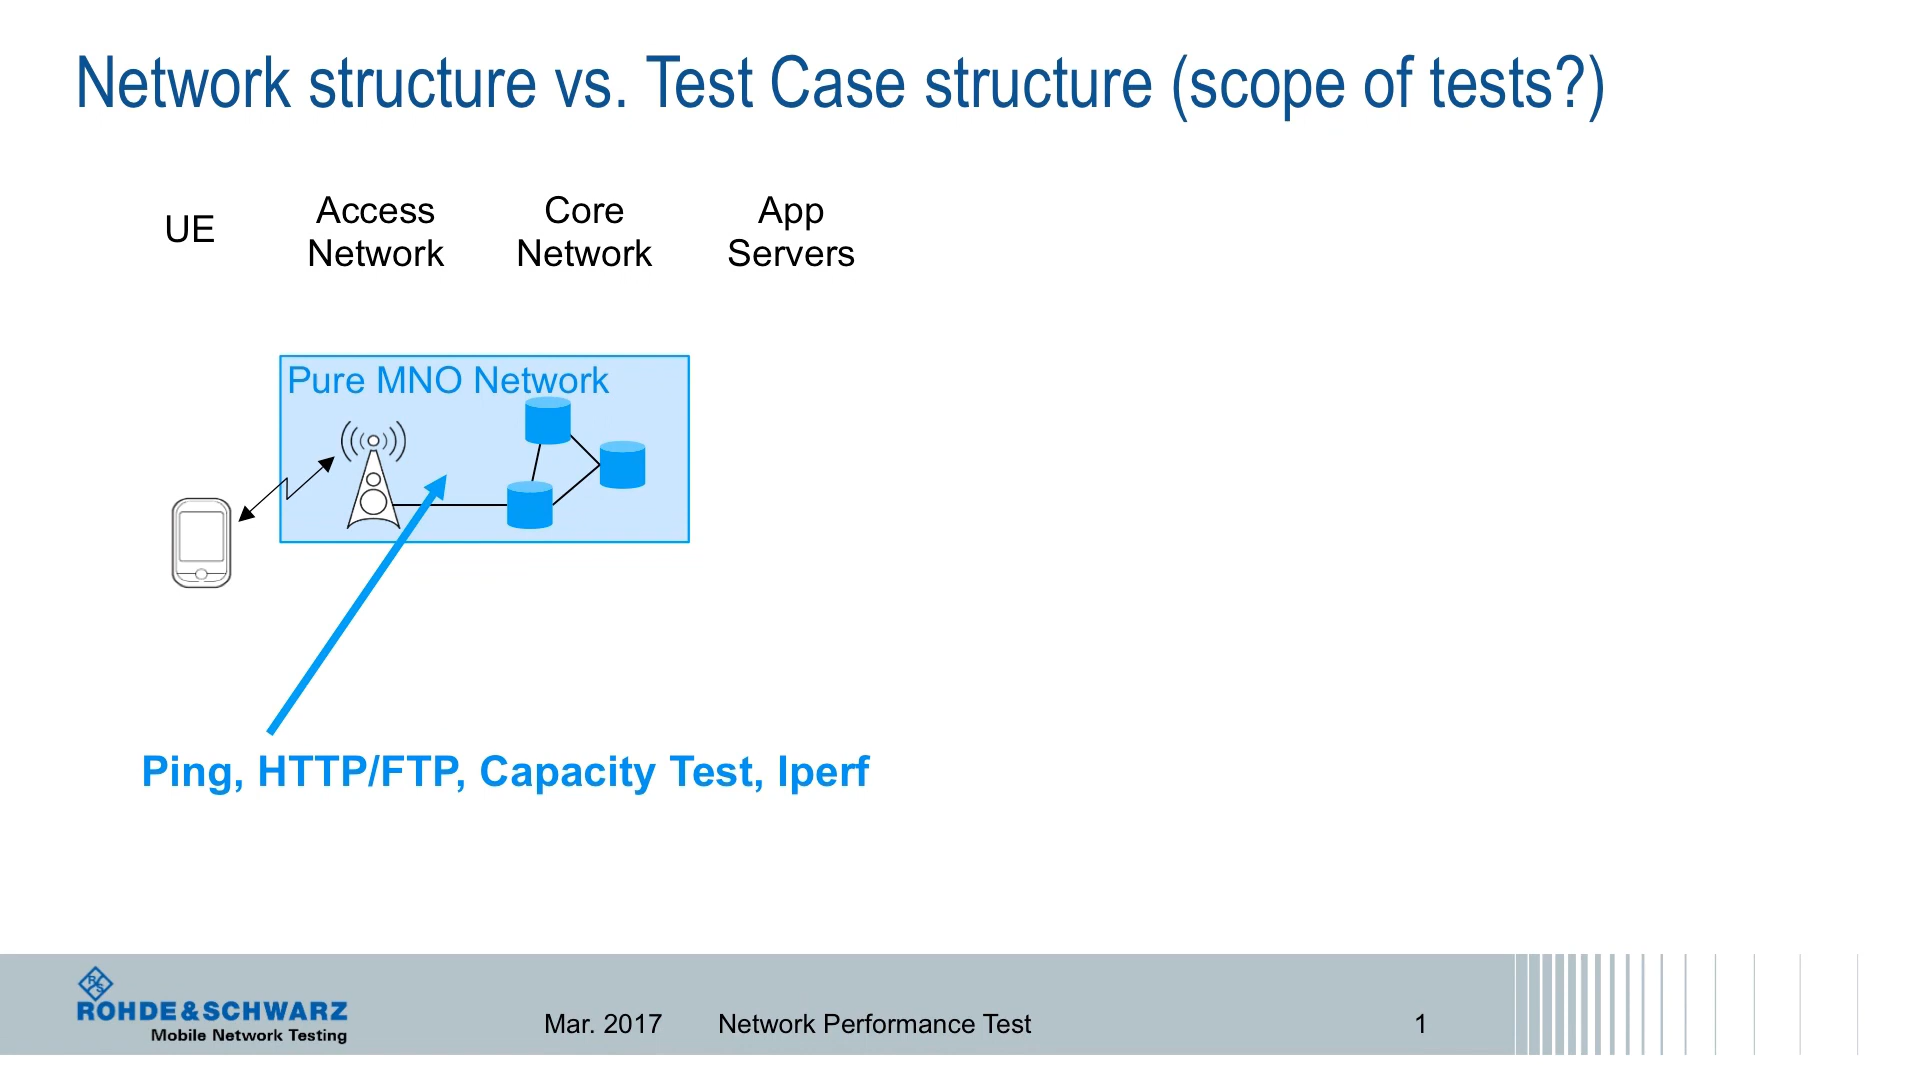 Network structure vs. Test Case structure (scope of tests?)
UE
Access
Network
Core
Network
App
Servers
Pure MNO Network
Ping, HTTP/FTP, Capacity Test, Iperf
R S
ROHDE&SCHWARZ
Mobile Network Testing
Mar. 2017
Network Performance Test
1